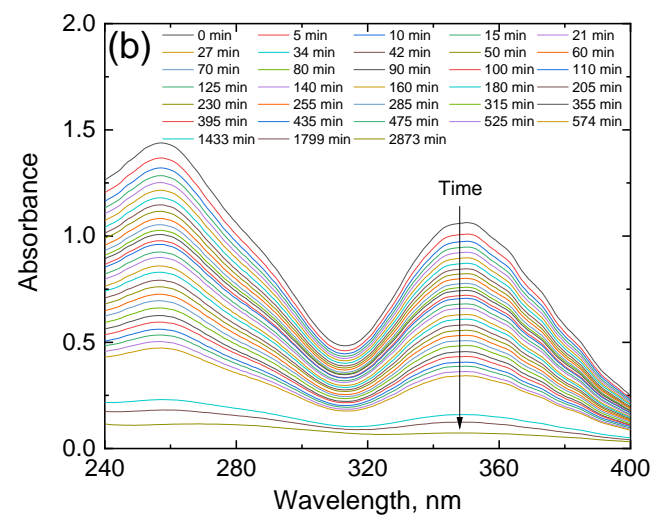 (b)
0 min 5 min 10 min 15 min 21 min
27 min 34 min 42 min 50 min 60 min
70 min 80 min 90 min 100 min 110 min
125 min 140 min 160 min 180 min 205 min
230 min 255 min 285 min 315 min 355 min
395 min 435 min 475 min 525 min 574 min
1433 min 1799 min 2873 min
Time
Absorbance
2.0
1.5
1.0
0.5
0.0
240 280 320 360 400
Wavelength, nm